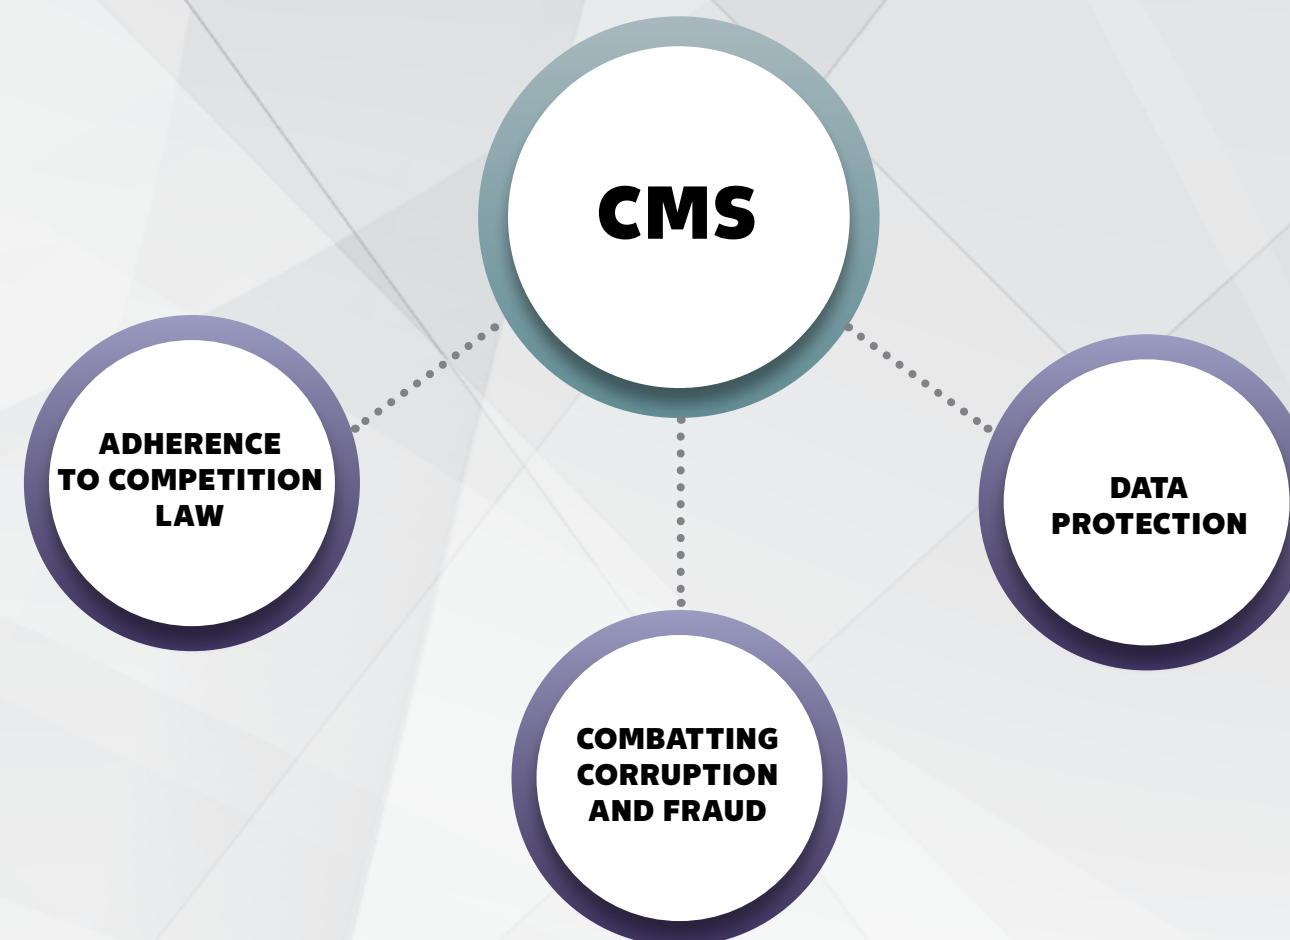 CMS
ADHERENCE
TO COMPETITION
LAW
DATA
PROTECTION
COMBATTING
CORRUPTION
AND FRAUD